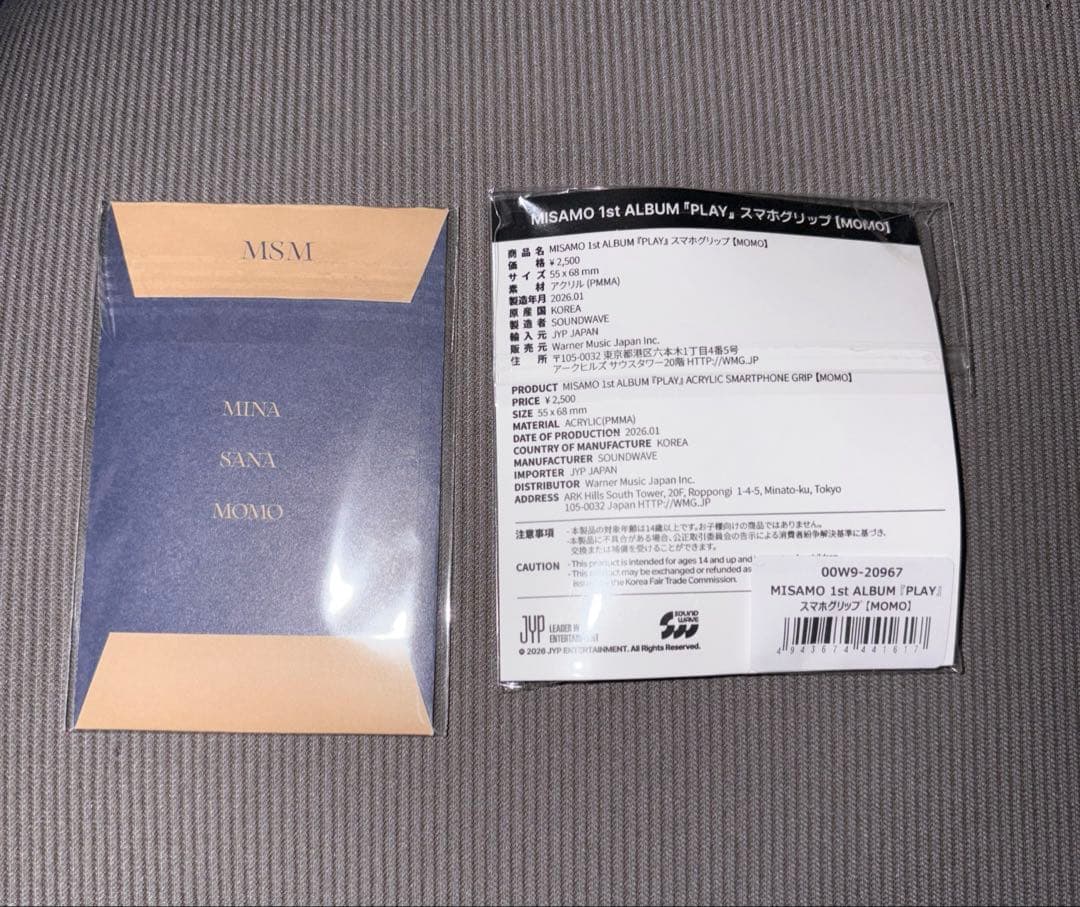 MSM
MINA
SANA
MOMO
MISAMO 1st ALBUM『PLAY』スマホグリップ【MOMO】
商品名 MISAMO 1st ALBUM『PLAY』スマホグリップ【MOMO】
価格 ¥2,500
サイズ 55 x 68 mm
素材 アクリル (PMMA)
製造年月 2026.01
原産国 KOREA
製造者 SOUNDWAVE
輸入元 JYP JAPAN
販売元 Warner Music Japan Inc.
住所 〒105-0032 東京都港区六本木1丁目4番5号
アークヒルズ サウスタワー20階 HTTP://WMG.JP
PRODUCT MISAMO 1st ALBUM『PLAY』ACRYLIC SMARTPHONE GRIP【MOMO】
PRICE ¥2,500
SIZE 55 x 68 mm
MATERIAL ACRYLIC(PMMA)
DATE OF PRODUCTION 2026.01
COUNTRY OF MANUFACTURE KOREA
MANUFACTURER SOUNDWAVE
IMPORTER JYP JAPAN
DISTRIBUTOR Warner Music Japan Inc.
ADDRESS ARK Hills South Tower, 20F, Roppongi 1-4-5, Minato-ku, Tokyo
105-0032 Japan HTTP://WMG.JP
注意事項 -本製品の対象年齢は14歳以上です。お子様向けの商品ではありません。
-本製品に不具合がある場合、公正取引委員会の告示による消費者紛争解決基準に基づき、
交換または補償を受けることができます。
CAUTION - This product is intended for ages 14 and up and
- This product may be exchanged or refunded as
the Korea Fair Trade Commission.
JYP LEADER
ENTERTAINMENT
SOUND WAVE
© 2026 JYP ENTERTAINMENT. All Rights Reserved.
00W9-20967
MISAMO 1st ALBUM『PLAY』
スマホグリップ【MOMO】
4943674441617